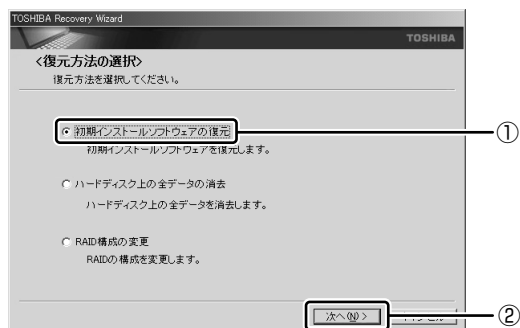 TOSHIBA Recovery Wizard
TOSHIBA
<復元方法の選択>
復元方法を選択してください。
初期インストールソフトウェアの復元
①
初期インストールソフトウェアを復元します。
ハードディスク上の全データの消去
ハードディスク上の全データを消去します。
RAID構成の変更
RAIDの構成を変更します。
次へ(N) >
②